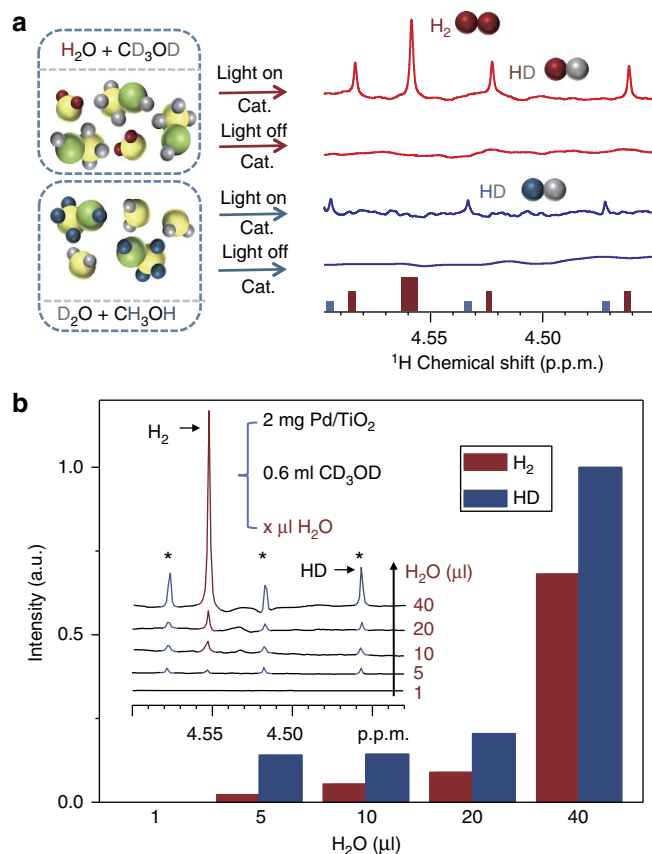 a
H₂O + CD₃OD
Light on
Cat.
Light off
Cat.
Light on
Cat.
Light off
Cat.
D₂O + CH₃OH
H₂
HD
HD
4.55
4.50
¹H Chemical shift (p.p.m.)
b
Intensity (a.u.)
1.0
0.5
0.0
H₂
2 mg Pd/TiO₂
0.6 ml CD₃OD
x µl H₂O
* * *
HD
H₂O (µl)
40
20
10
5
1
4.55
4.50
p.p.m.
H₂
HD
1
5
10
20
40
H₂O (µl)